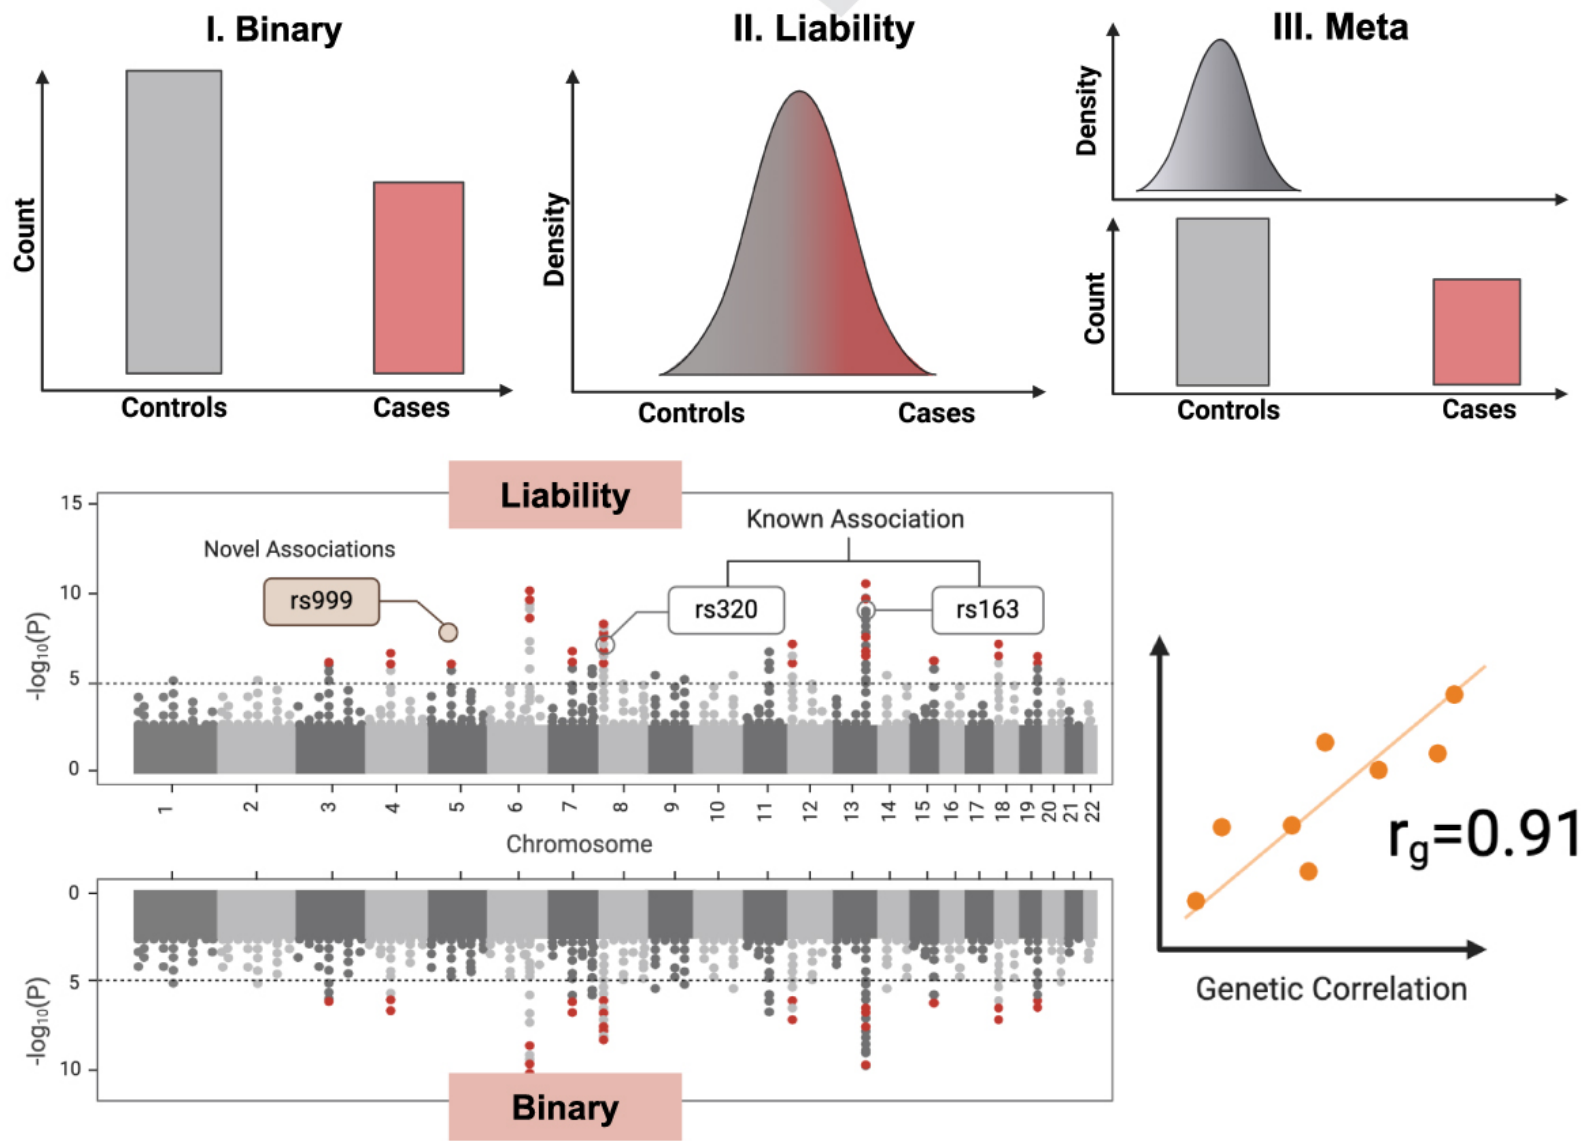 I. Binary
Count
Controls
Cases
II. Liability
Density
Controls
Cases
III. Meta
Density
Count
Controls
Cases
Liability
15
10
5
0
-log10(P)
Novel Associations
rs999
Known Association
rs320
rs163
1 2 3 4 5 6 7 8 9 10 11 12 13 14 15 16 17 18 19 20 21 22
Chromosome
0
5
10
-log10(P)
Binary
rg=0.91
Genetic Correlation